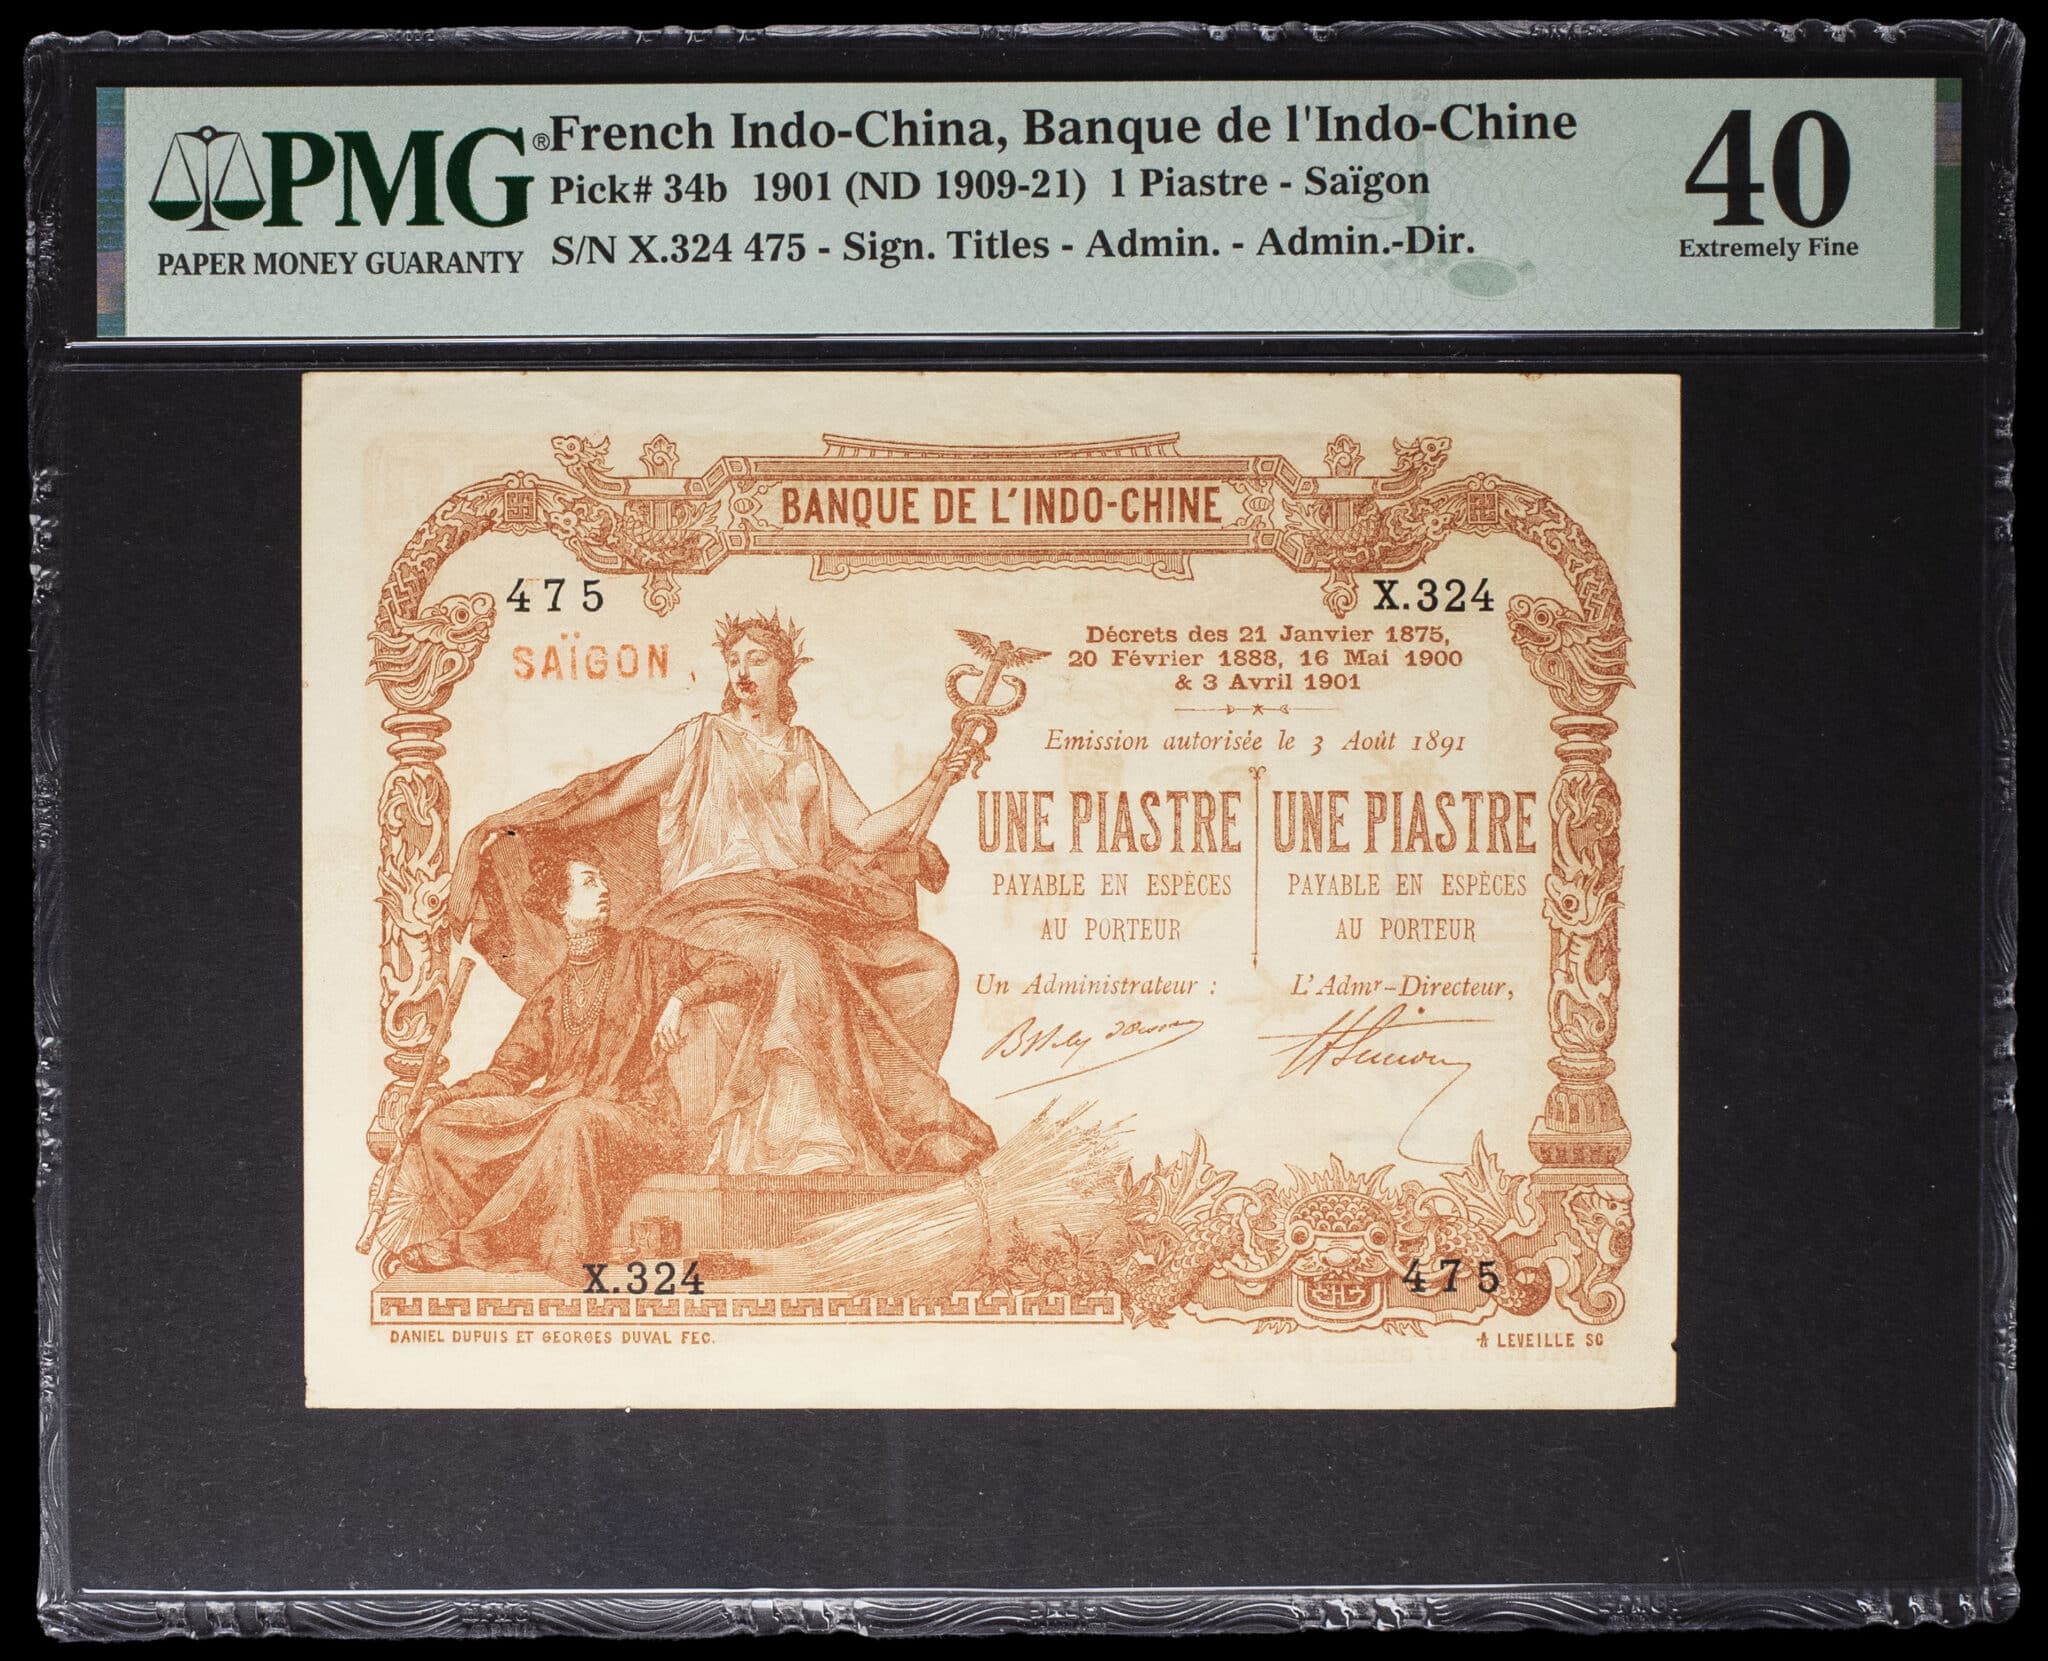 PMG®
PAPER MONEY GUARANTY
French Indo-China, Banque de l'Indo-Chine
Pick# 34b 1901 (ND 1909-21) 1 Piastre - Saïgon
S/N X.324 475 - Sign. Titles - Admin. - Admin.-Dir.
40
Extremely Fine
BANQUE DE L'INDO-CHINE
475
X.324
SAÏGON
Décrets des 21 Janvier 1875,
20 Février 1888, 16 Mai 1900
& 3 Avril 1901
Emission autorisée le 3 Août 1891
UNE PIASTRE
PAYABLE EN ESPÈCES
AU PORTEUR
Un Administrateur :
UNE PIASTRE
PAYABLE EN ESPÈCES
AU PORTEUR
L'Admr-Directeur,
X.324
475
DANIEL DUPUIS ET GEORGES DUVAL FEC.
A LEVEILLE SC